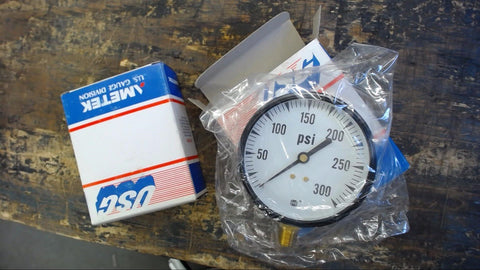 AMETEK
U.S. GAUGE DIVISION
USG
psi
50
100
150
200
250
300